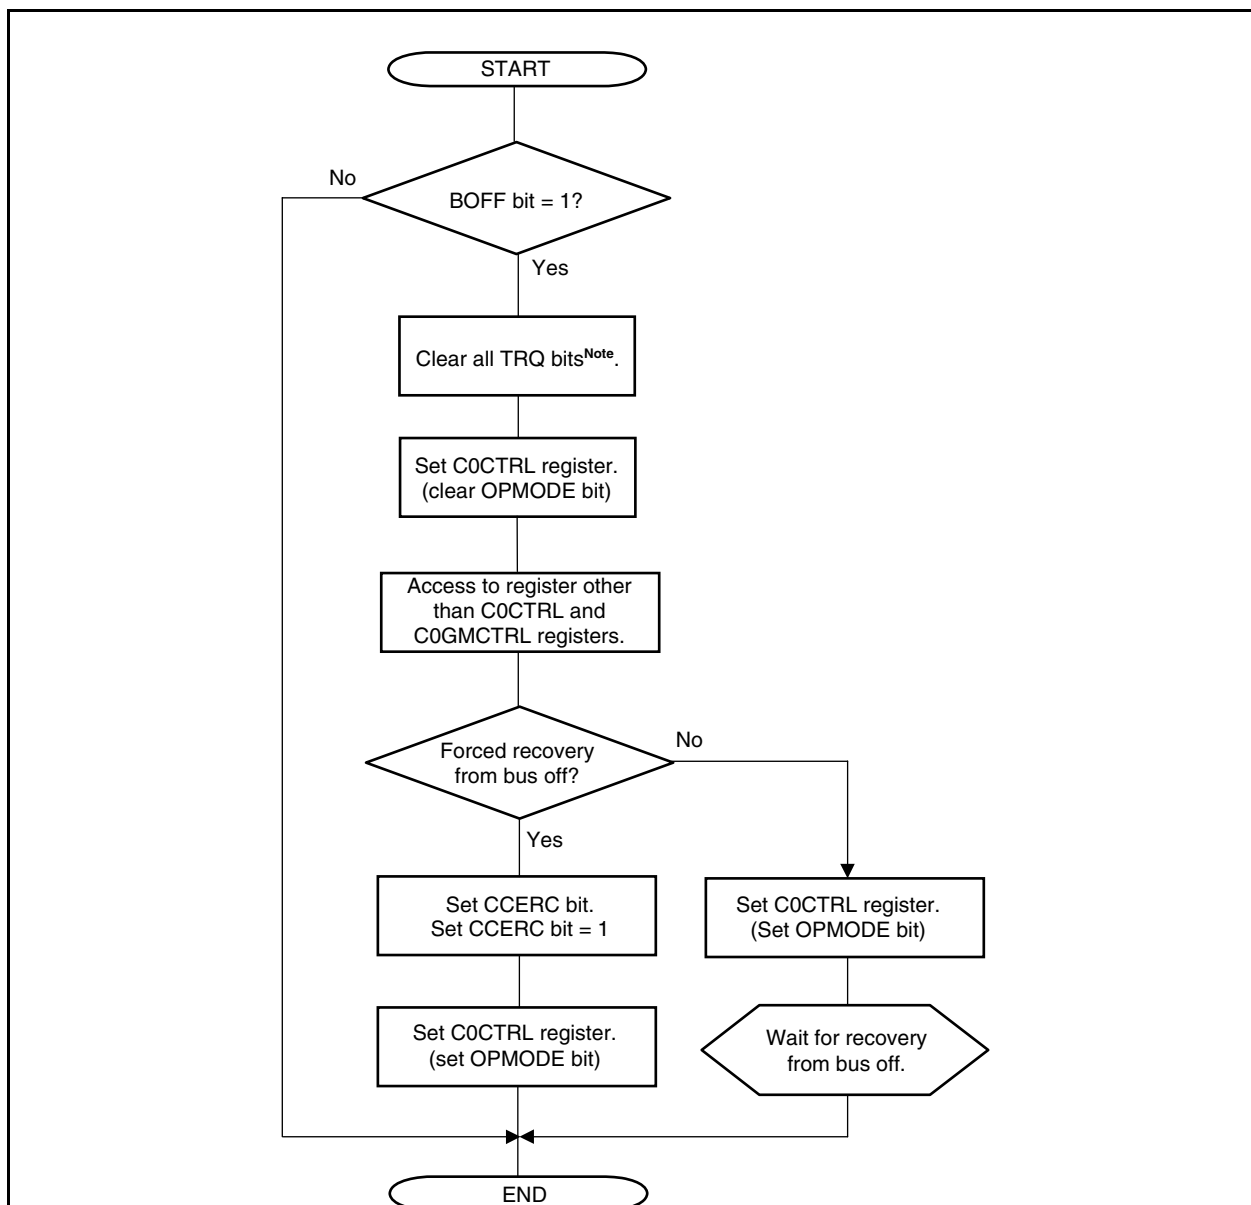 START
No
BOFF bit = 1?
Yes
Clear all TRQ bitsNote.
Set C0CTRL register.
(clear OPMODE bit)
Access to register other
than C0CTRL and
C0GMCTRL registers.
Forced recovery
from bus off?
No
Yes
Set CCERC bit.
Set CCERC bit = 1
Set C0CTRL register.
(Set OPMODE bit)
Set C0CTRL register.
(set OPMODE bit)
Wait for recovery
from bus off.
END